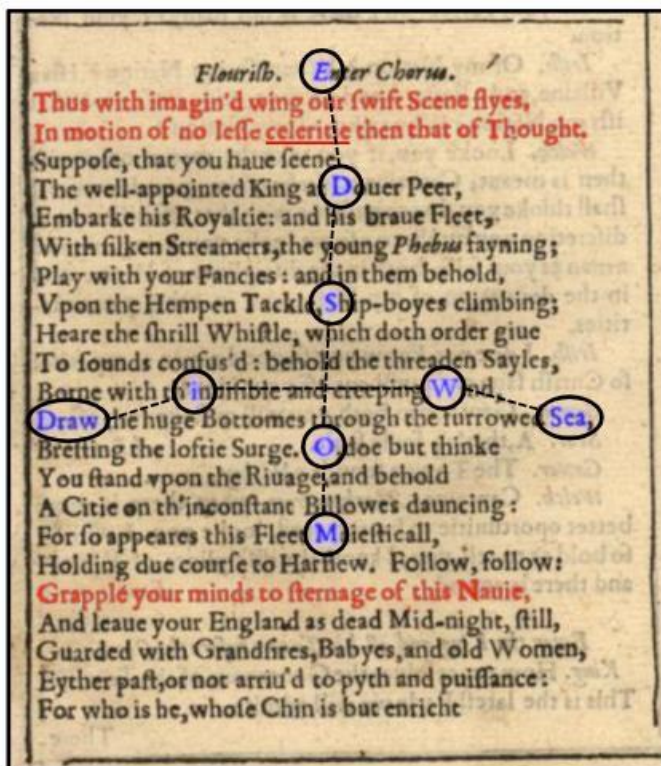 Flouriſh. Enter Chorus.
Thus with imagin'd wing our ſwift Scene flyes,
In motion of no leſſe celeritie then that of Thought.
Suppoſe, that you haue ſeene
The well-appointed King at Douer Peer,
Embarke his Royaltie: and his braue Fleet,
With ſilken Streamers, the young Phebus fayning;
Play with your Fancies: and in them behold,
Vpon the Hempen Tackle, Ship-boyes climbing;
Heare the ſhrill Whiſtle, which doth order giue
To ſounds confus'd: behold the threaden Sayles,
Borne with th'inuiſible and creeping Wind,
Draw the huge Bottomes through the furrowed Sea,
Breſting the loftie Surge. O, doe but thinke
You ſtand vpon the Riuage, and behold
A Citie on th'inconſtant Billowes dauncing:
For ſo appeares this Fleet Maieſticall,
Holding due courſe to Harflew. Follow, follow:
Grapple your minds to ſternage of this Nauie,
And leaue your England as dead Mid-night, ſtill,
Guarded with Grandſires, Babyes, and old Women,
Eyther paſt, or not arriu'd to pyth and puiſſance:
For who is he, whoſe Chin is but enricht